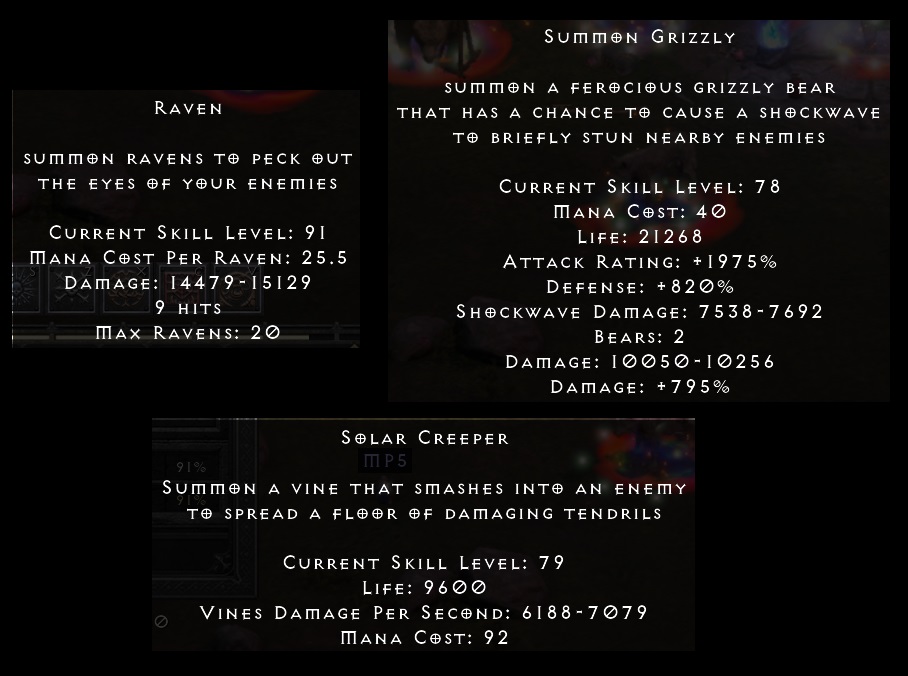 Raven
summon ravens to peck out
the eyes of your enemies
Current Skill Level: 91
Mana Cost Per Raven: 25.5
Damage: 14479-15129
9 hits
Max Ravens: 20
Summon Grizzly
summon a ferocious grizzly bear
that has a chance to cause a shockwave
to briefly stun nearby enemies
Current Skill Level: 78
Mana Cost: 40
Life: 21268
Attack Rating: +1975%
Defense: +820%
Shockwave Damage: 7538-7692
Bears: 2
Damage: 10050-10256
Damage: +795%
Solar Creeper
MP5
91%
Summon a vine that smashes into an enemy
91%
to spread a floor of damaging tendrils
Current Skill Level: 79
Life: 9600
Vines Damage Per Second: 6188-7079
0
Mana Cost: 92